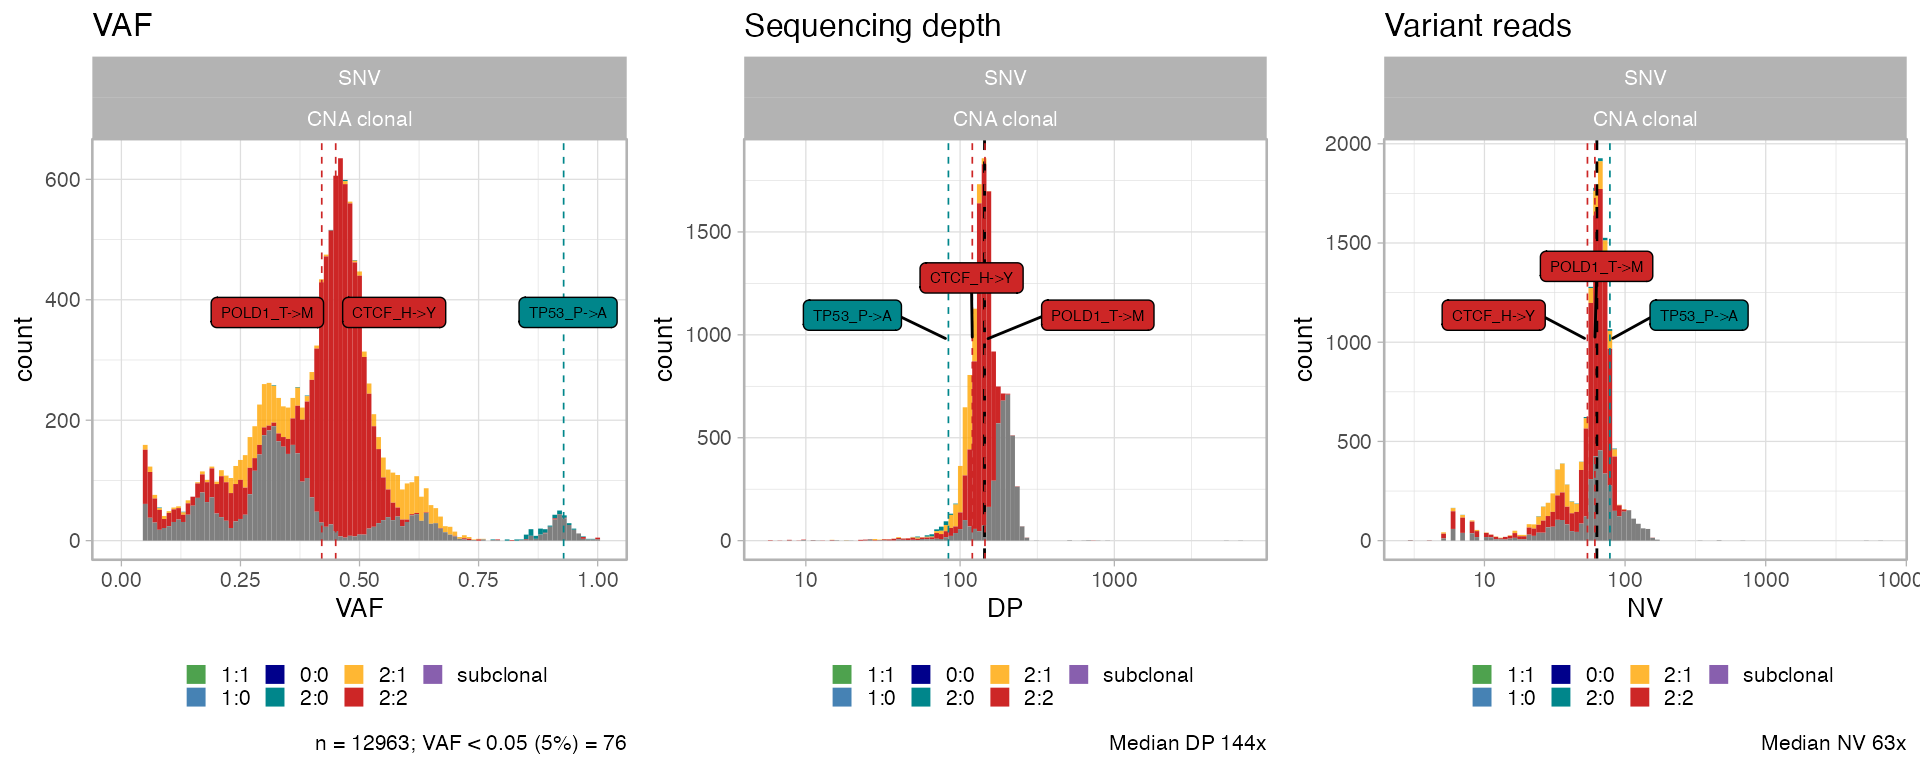 VAF
SNV
CNA clonal
600
400
200
0
count
POLD1_T->M
CTCF_H->Y
TP53_P->A
0.00 0.25 0.50 0.75 1.00
VAF
1:1 0:0 2:1 subclonal
1:0 2:0 2:2
n = 12963; VAF < 0.05 (5%) = 76
Sequencing depth
SNV
CNA clonal
1500
1000
500
0
count
CTCF_H->Y
TP53_P->A
POLD1_T->M
10 100 1000
DP
1:1 0:0 2:1 subclonal
1:0 2:0 2:2
Median DP 144x
Variant reads
SNV
CNA clonal
2000
1500
1000
500
0
count
POLD1_T->M
CTCF_H->Y
TP53_P->A
10 100 1000 1000
NV
1:1 0:0 2:1 subclonal
1:0 2:0 2:2
Median NV 63x